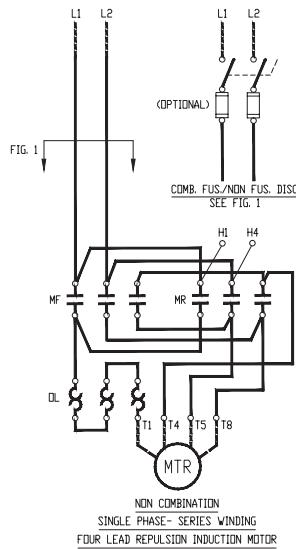 L1 L2 L1 L2
(OPTIONAL)
FIG. 1
COMB. FUS./NON FUS. DISC
SEE FIG. 1
H1 H4
MF MR
OL
T1 T4 T5 T8
MTR
NON COMBINATION
SINGLE PHASE- SERIES WINDING
FOUR LEAD REPULSION INDUCTION MOTOR